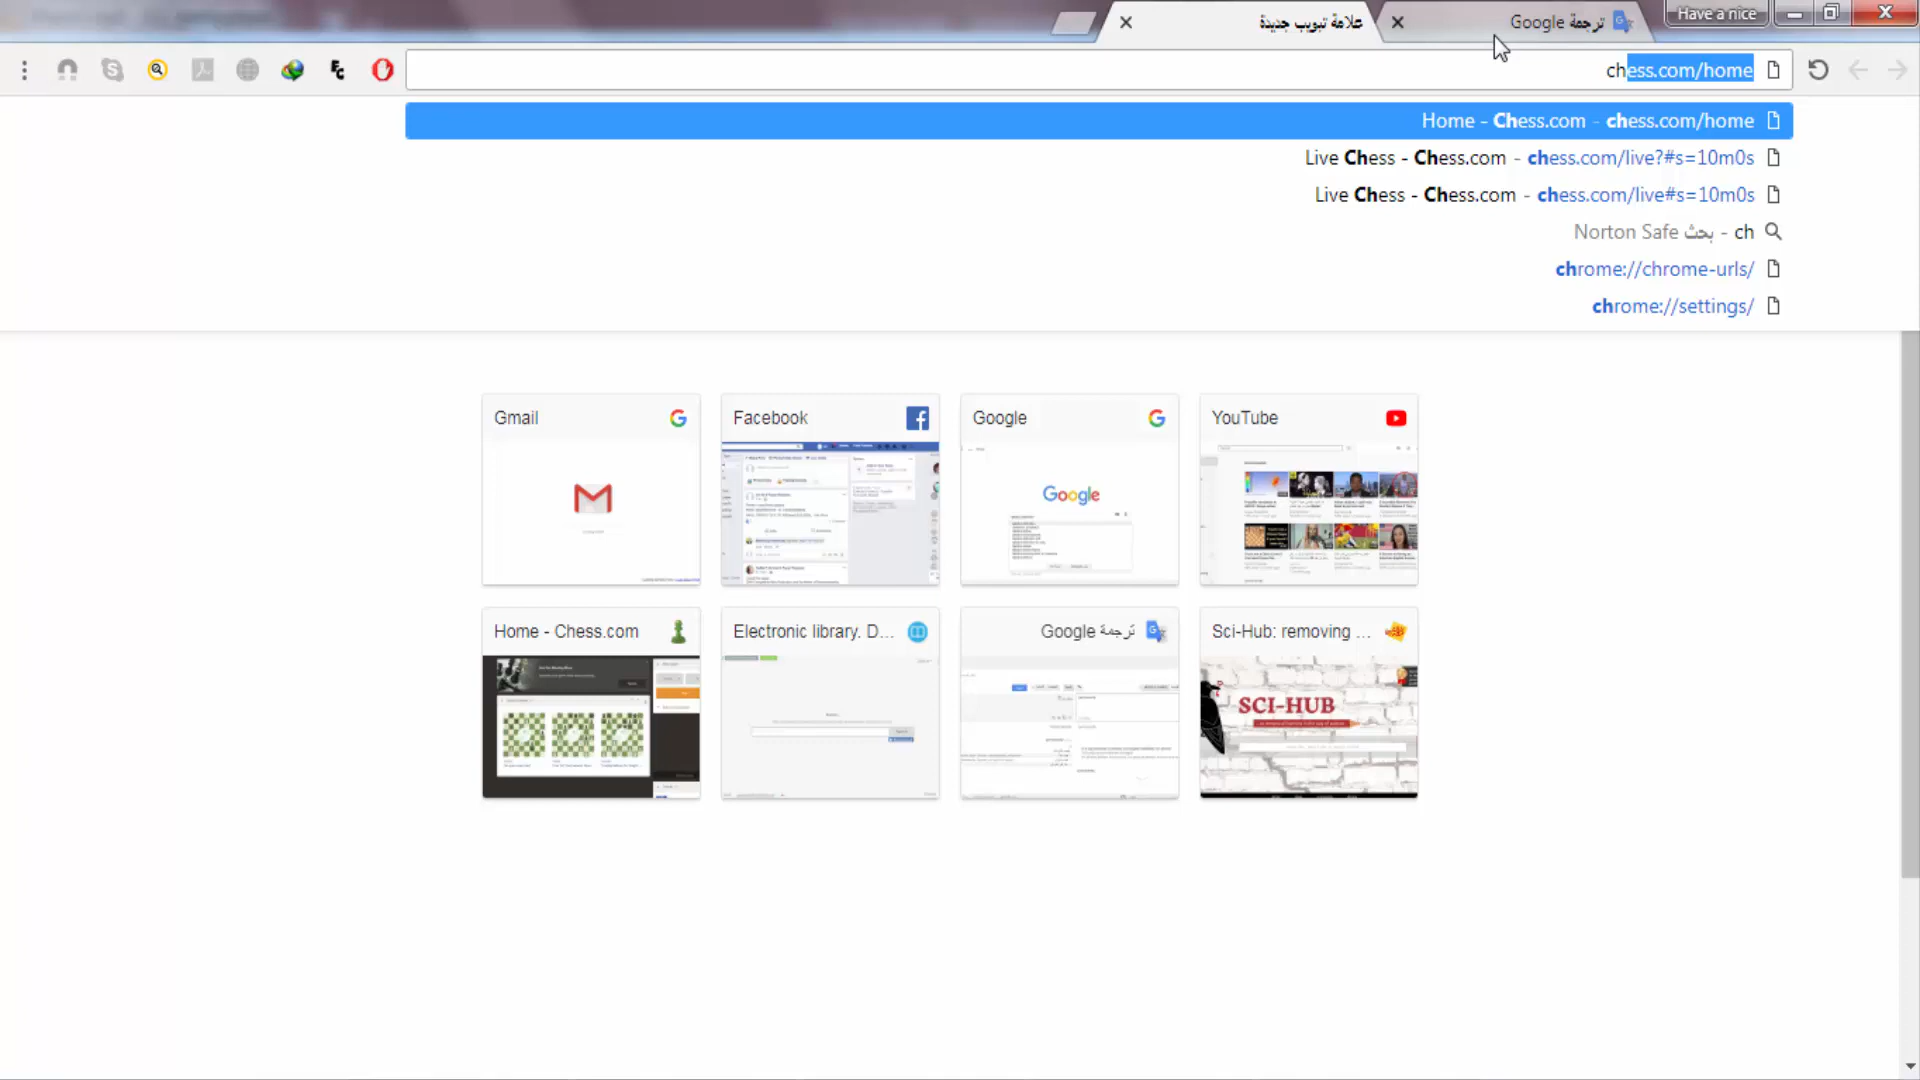 ترجمة Google
علامة تبويب جديدة
Have a nice
chess.com/home
Home - Chess.com - chess.com/home
Live Chess - Chess.com - chess.com/live?#s=10m0s
Live Chess - Chess.com - chess.com/live#s=10m0s
ch - بحث Norton Safe
chrome://chrome-urls/
chrome://settings/
Gmail
Facebook
Google
YouTube
Google
Home - Chess.com
Electronic library. D...
ترجمة Google
Sci-Hub: removing ...
SCI-HUB